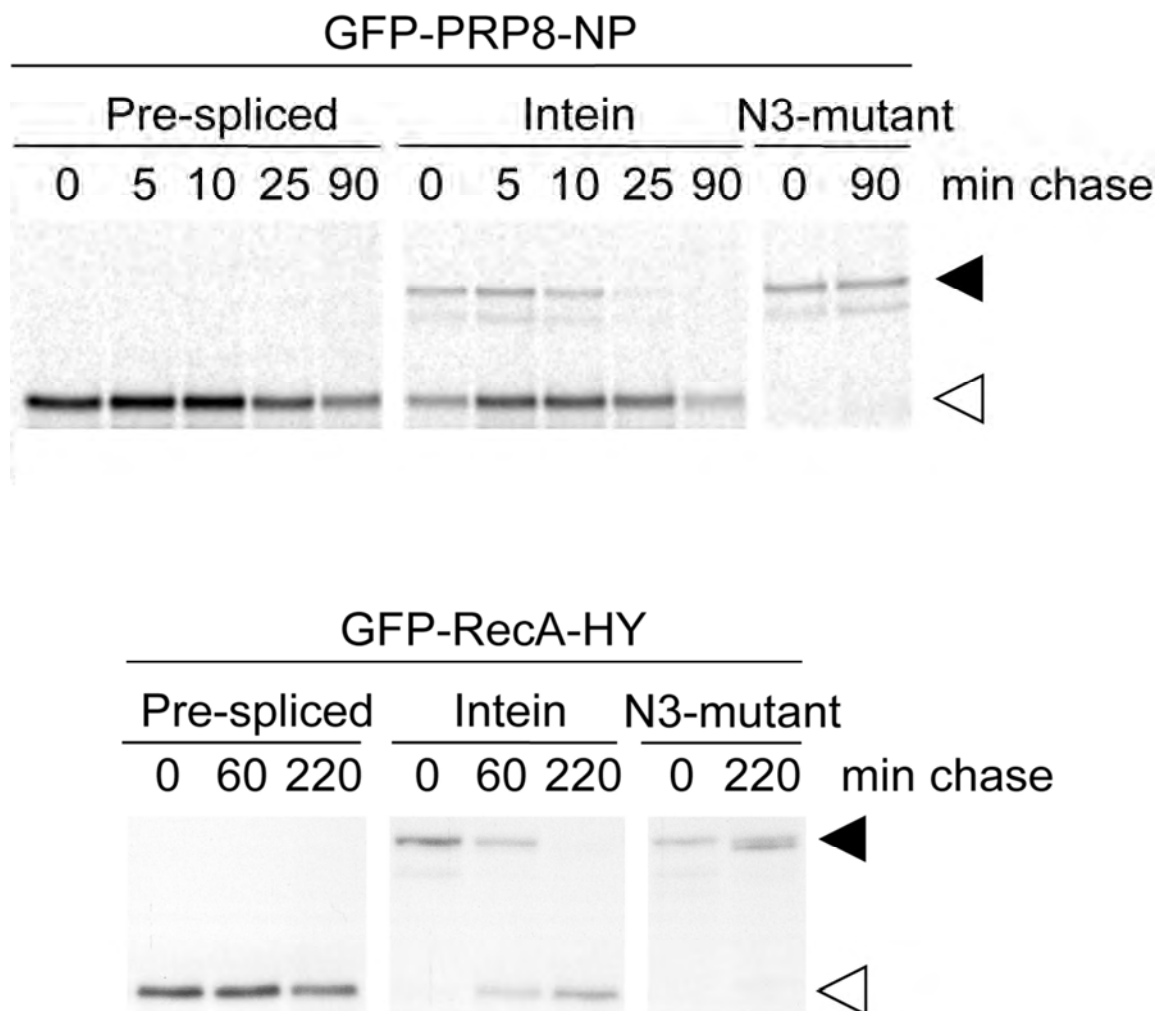 GFP-PRP8-NP
Pre-spliced Intein N3-mutant
0 5 10 25 90 0 5 10 25 90 0 90 min chase
GFP-RecA-HY
Pre-spliced Intein N3-mutant
0 60 220 0 60 220 0 220 min chase